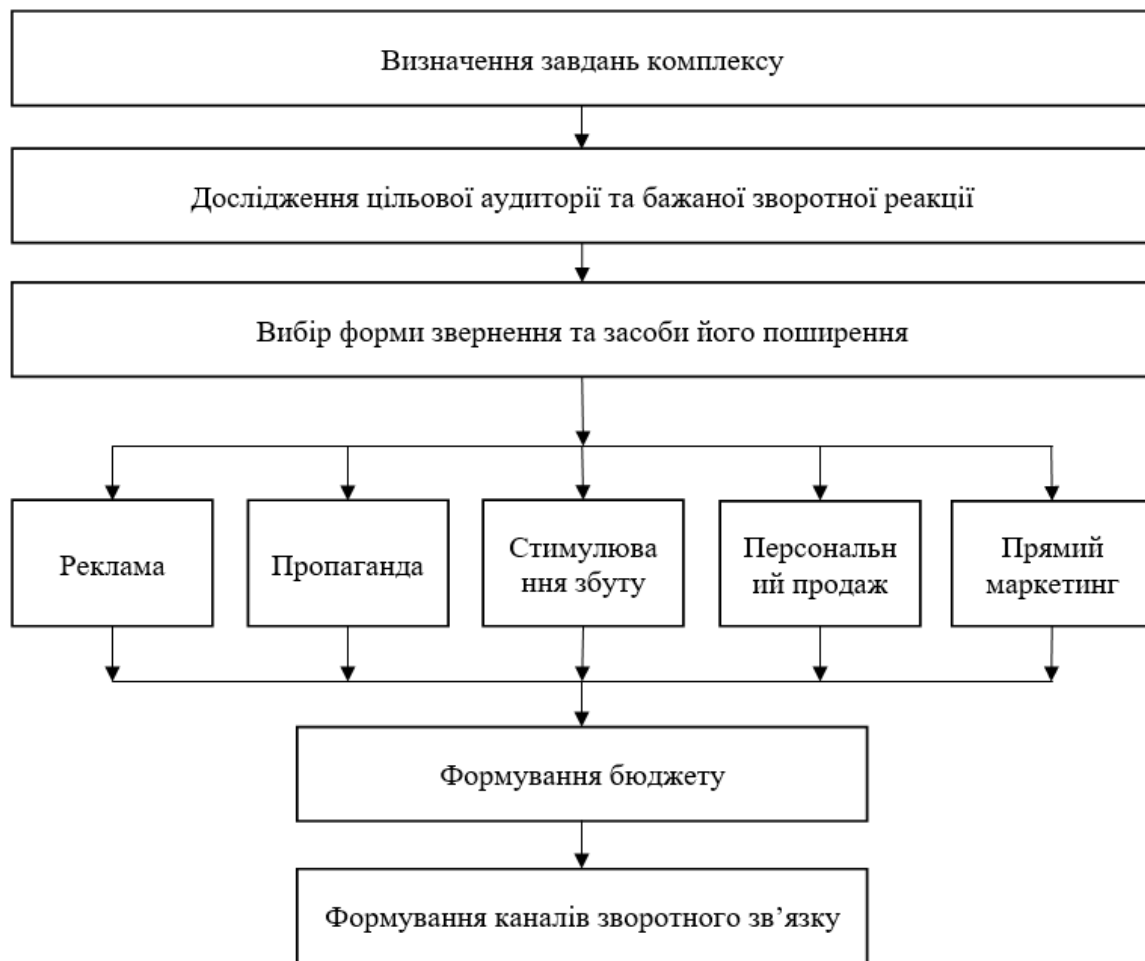 Визначення завдань комплексу
Дослідження цільової аудиторії та бажаної зворотної реакції
Вибір форми звернення та засоби його поширення
Реклама
Пропаганда
Стимулюва
ння збуту
Персональн
ий продаж
Прямий
маркетинг
Формування бюджету
Формування каналів зворотного зв’язку